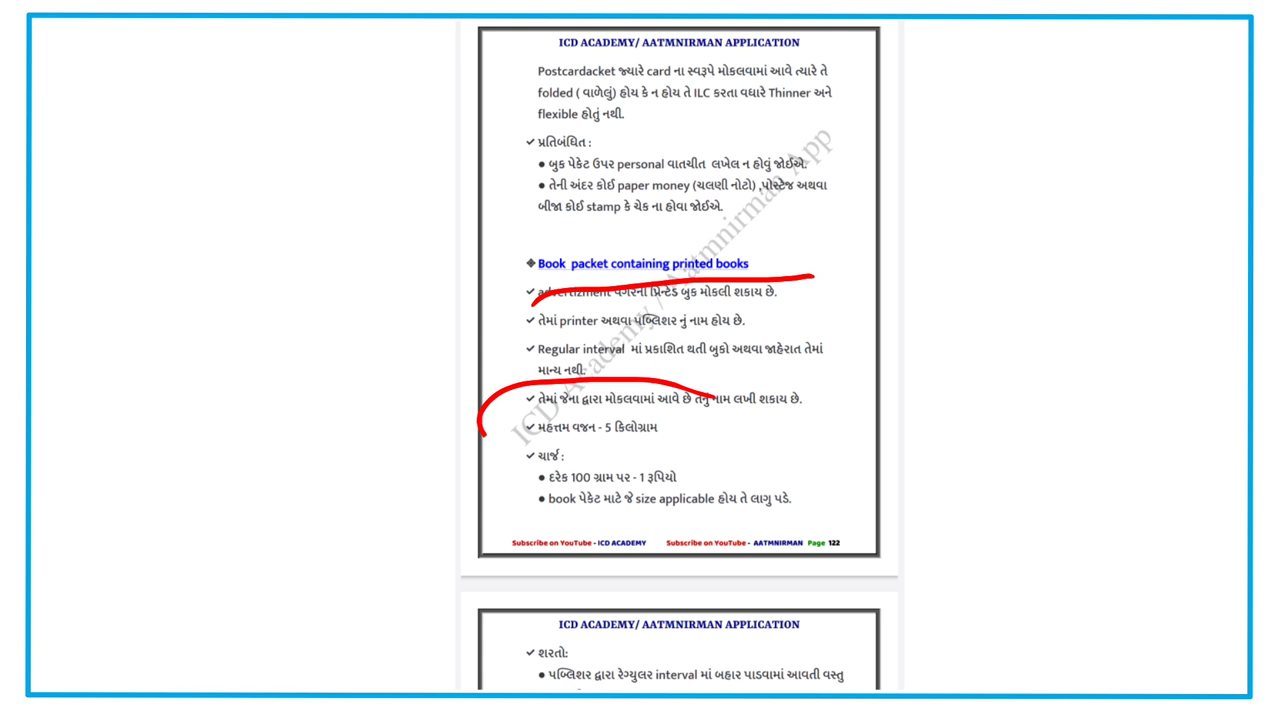 ICD ACADEMY/ AATMNIRMAN APPLICATION
Postcardacket જ્યારે card ના સ્વરૂપે મોકલવામાં આવે ત્યારે તે
folded ( વાળેલું) હોય કે ન હોય તે ILC કરતા વધારે Thinner અને
flexible હોતું નથી.
✓ પ્રતિબંધિત :
● બુક પેકેટ ઉપર personal વાતચીત લખેલ ન હોવું જોઈએ.
● તેની અંદર કોઈ paper money (ચલણી નોટો) ,પોસ્ટેજ અથવા
બીજા કોઈ stamp કે ચેક ના હોવા જોઈએ.
❖ Book packet containing printed books
✓ advertizment વગરની પ્રિન્ટેડ બુક મોકલી શકાય છે.
✓ તેમાં printer અથવા પબ્લિશર નું નામ હોય છે.
✓ Regular interval માં પ્રકાશિત થતી બુકો અથવા જાહેરાત તેમાં
માન્ય નથી.
✓ તેમાં જેના દ્વારા મોકલવામાં આવે છે તેનું નામ લખી શકાય છે.
✓ મહત્તમ વજન - 5 કિલોગ્રામ
✓ ચાર્જ :
● દરેક 100 ગ્રામ પર - 1 રૂપિયો
● book પેકેટ માટે જે size applicable હોય તે લાગુ પડે.
ICD Academy / Aatmnirman App
Subscribe on YouTube - ICD ACADEMY Subscribe on YouTube - AATMNIRMAN Page 122
ICD ACADEMY/ AATMNIRMAN APPLICATION
✓ શરતો:
● પબ્લિશર દ્વારા રેગ્યુલર interval માં બહાર પાડવામાં આવતી વસ્તુ